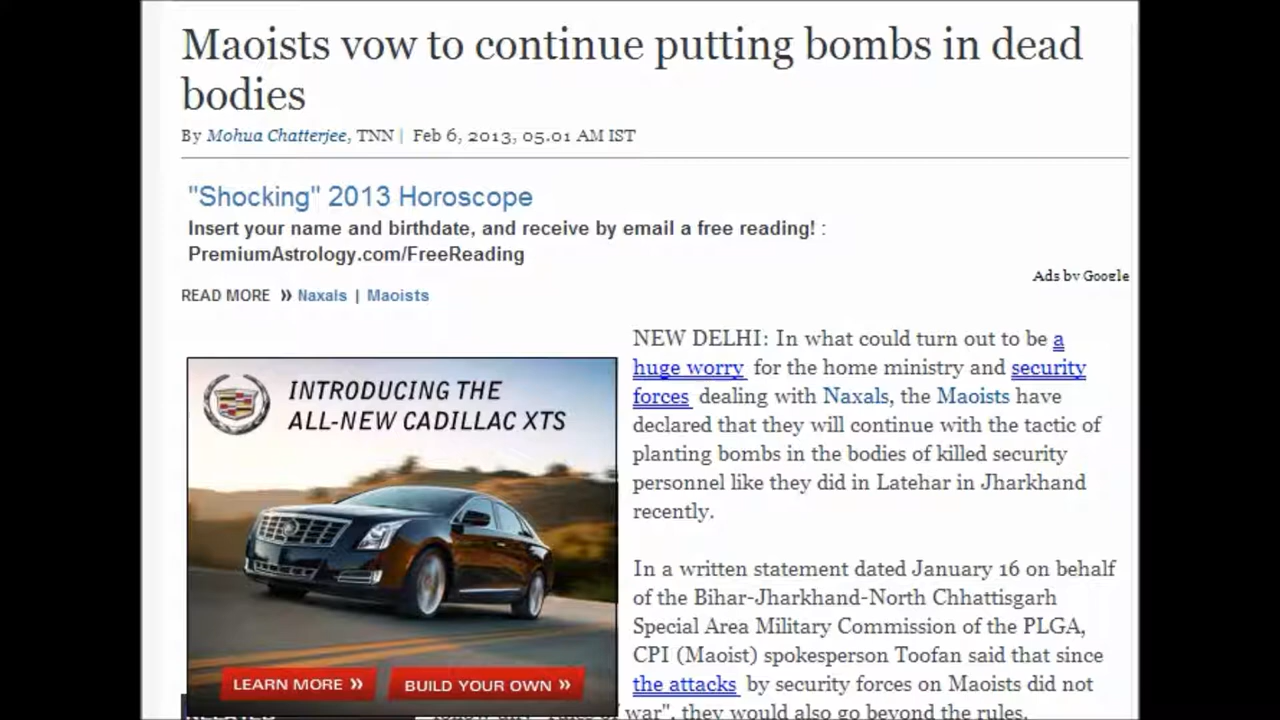 Maoists vow to continue putting bombs in dead
bodies
By Mohua Chatterjee, TNN | Feb 6, 2013, 05.01 AM IST
"Shocking" 2013 Horoscope
Insert your name and birthdate, and receive by email a free reading! :
PremiumAstrology.com/FreeReading
Ads by Google
READ MORE » Naxals | Maoists
INTRODUCING THE
ALL-NEW CADILLAC XTS
LEARN MORE »
BUILD YOUR OWN »
RELATED
NEW DELHI: In what could turn out to be a
huge worry for the home ministry and security
forces dealing with Naxals, the Maoists have
declared that they will continue with the tactic of
planting bombs in the bodies of killed security
personnel like they did in Latehar in Jharkhand
recently.
In a written statement dated January 16 on behalf
of the Bihar-Jharkhand-North Chhattisgarh
Special Area Military Commission of the PLGA,
CPI (Maoist) spokesperson Toofan said that since
the attacks by security forces on Maoists did not
war", they would also go beyond the rules.